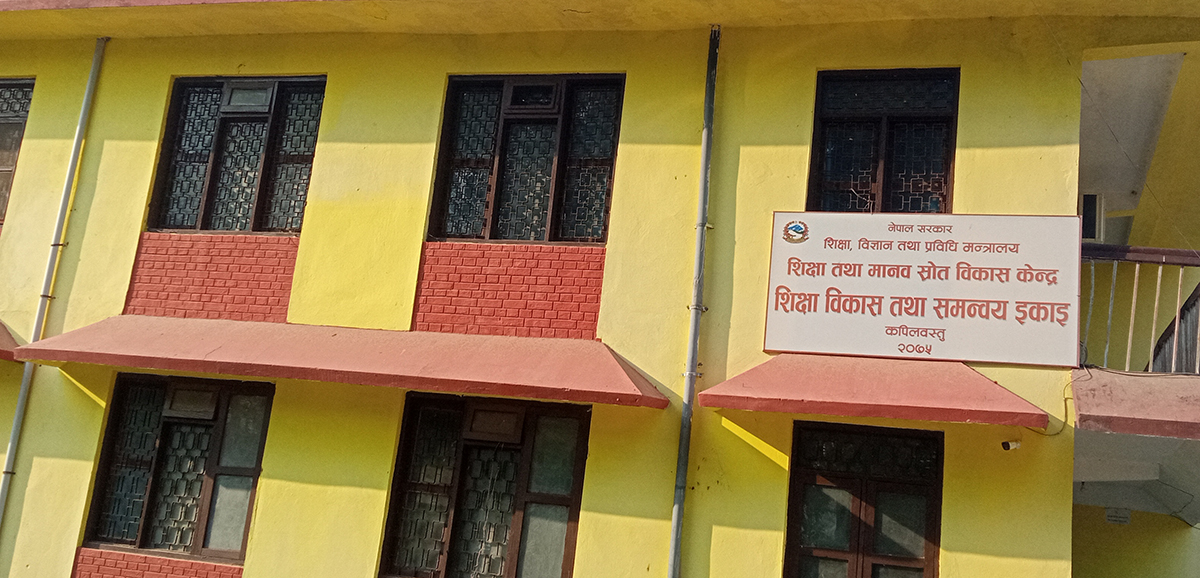 नेपाल सरकार
शिक्षा, विज्ञान तथा प्रविधि मन्त्रालय
शिक्षा तथा मानव स्रोत विकास केन्द्र
शिक्षा विकास तथा समन्वय इकाइ
कपिलवस्तु
२०७५